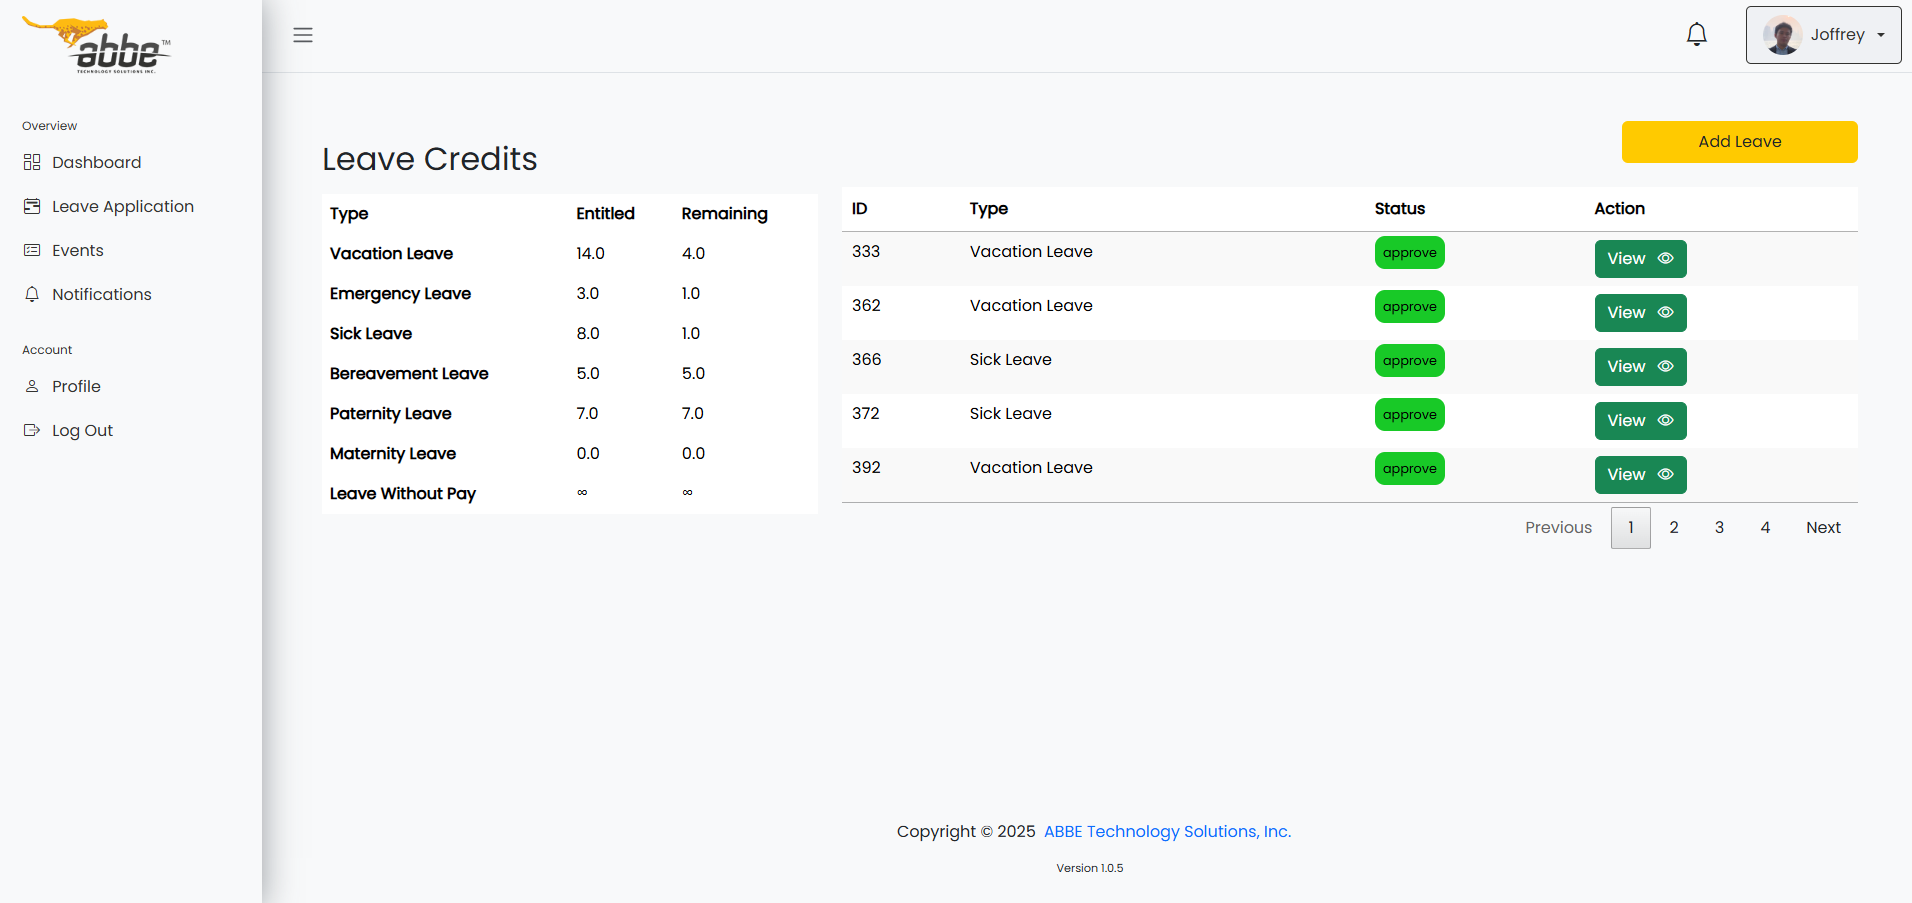 abbe™
TECHNOLOGY SOLUTIONS INC.
Overview
Dashboard
Leave Application
Events
Notifications
Account
Profile
Log Out
Joffrey
Leave Credits
Type Entitled Remaining
Vacation Leave 14.0 4.0
Emergency Leave 3.0 1.0
Sick Leave 8.0 1.0
Bereavement Leave 5.0 5.0
Paternity Leave 7.0 7.0
Maternity Leave 0.0 0.0
Leave Without Pay ∞ ∞
Add Leave
ID Type Status Action
333 Vacation Leave approve View
362 Vacation Leave approve View
366 Sick Leave approve View
372 Sick Leave approve View
392 Vacation Leave approve View
Previous 1 2 3 4 Next
Copyright © 2025 ABBE Technology Solutions, Inc.
Version 1.0.5